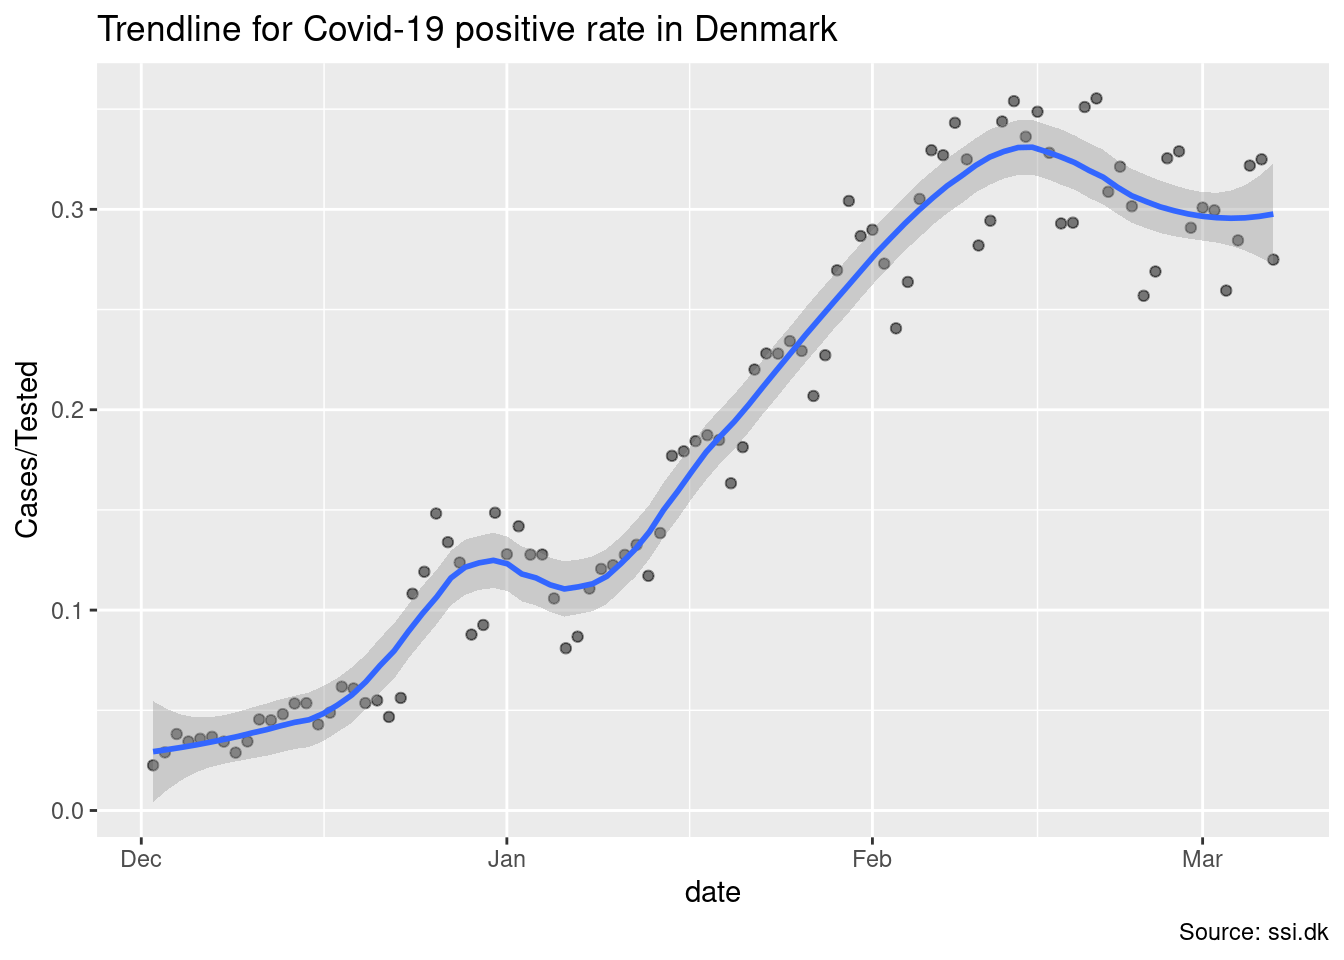 Trendline for Covid-19 positive rate in Denmark
Cases/Tested
0.3
0.2
0.1
0.0
Dec Jan Feb Mar
date
Source: ssi.dk